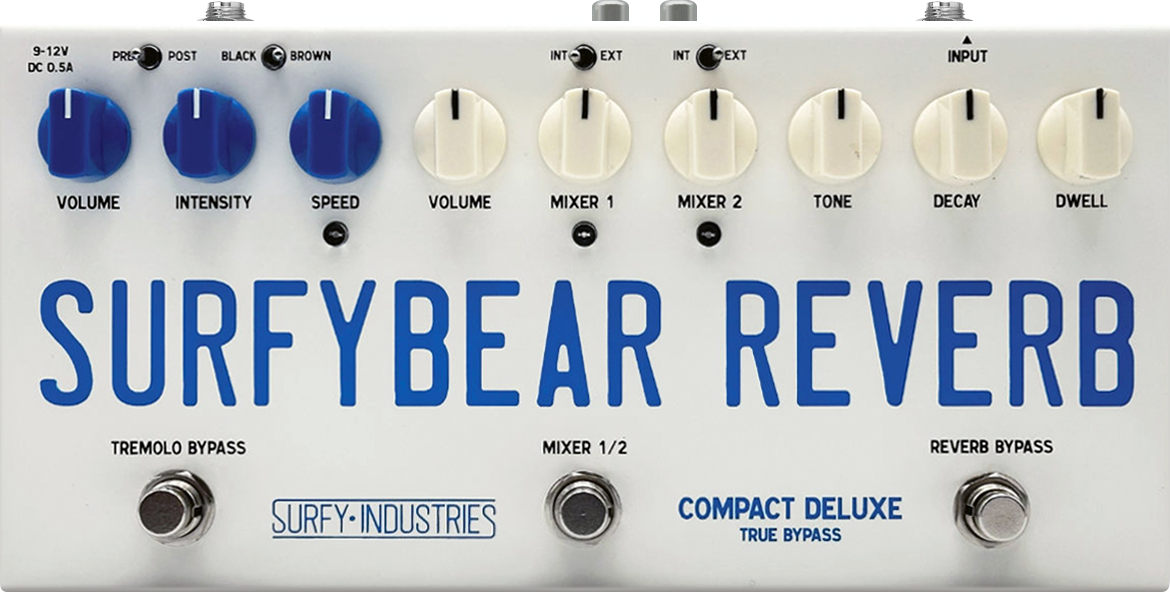 9-12V
DC 0.5A
PRE POST
BLACK BROWN
INT EXT
INT EXT
INPUT
VOLUME INTENSITY SPEED VOLUME MIXER 1 MIXER 2 TONE DECAY DWELL
SURFYBEAR REVERB
TREMOLO BYPASS
MIXER 1/2
REVERB BYPASS
SURFY•INDUSTRIES
COMPACT DELUXE
TRUE BYPASS